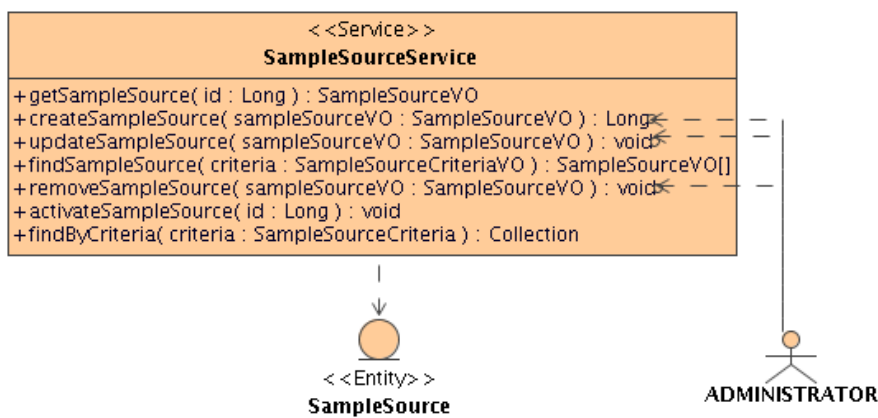 < <Service> >
SampleSourceService
+getSampleSource( id : Long ) : SampleSourceVO
+createSampleSource( sampleSourceVO : SampleSourceVO ) : Long
+updateSampleSource( sampleSourceVO : SampleSourceVO ) : void
+findSampleSource( criteria : SampleSourceCriteriaVO ) : SampleSourceVO[]
+removeSampleSource( sampleSourceVO : SampleSourceVO ) : void
+activateSampleSource( id : Long ) : void
+findByCriteria( criteria : SampleSourceCriteria ) : Collection
< <Entity> >
SampleSource
ADMINISTRATOR